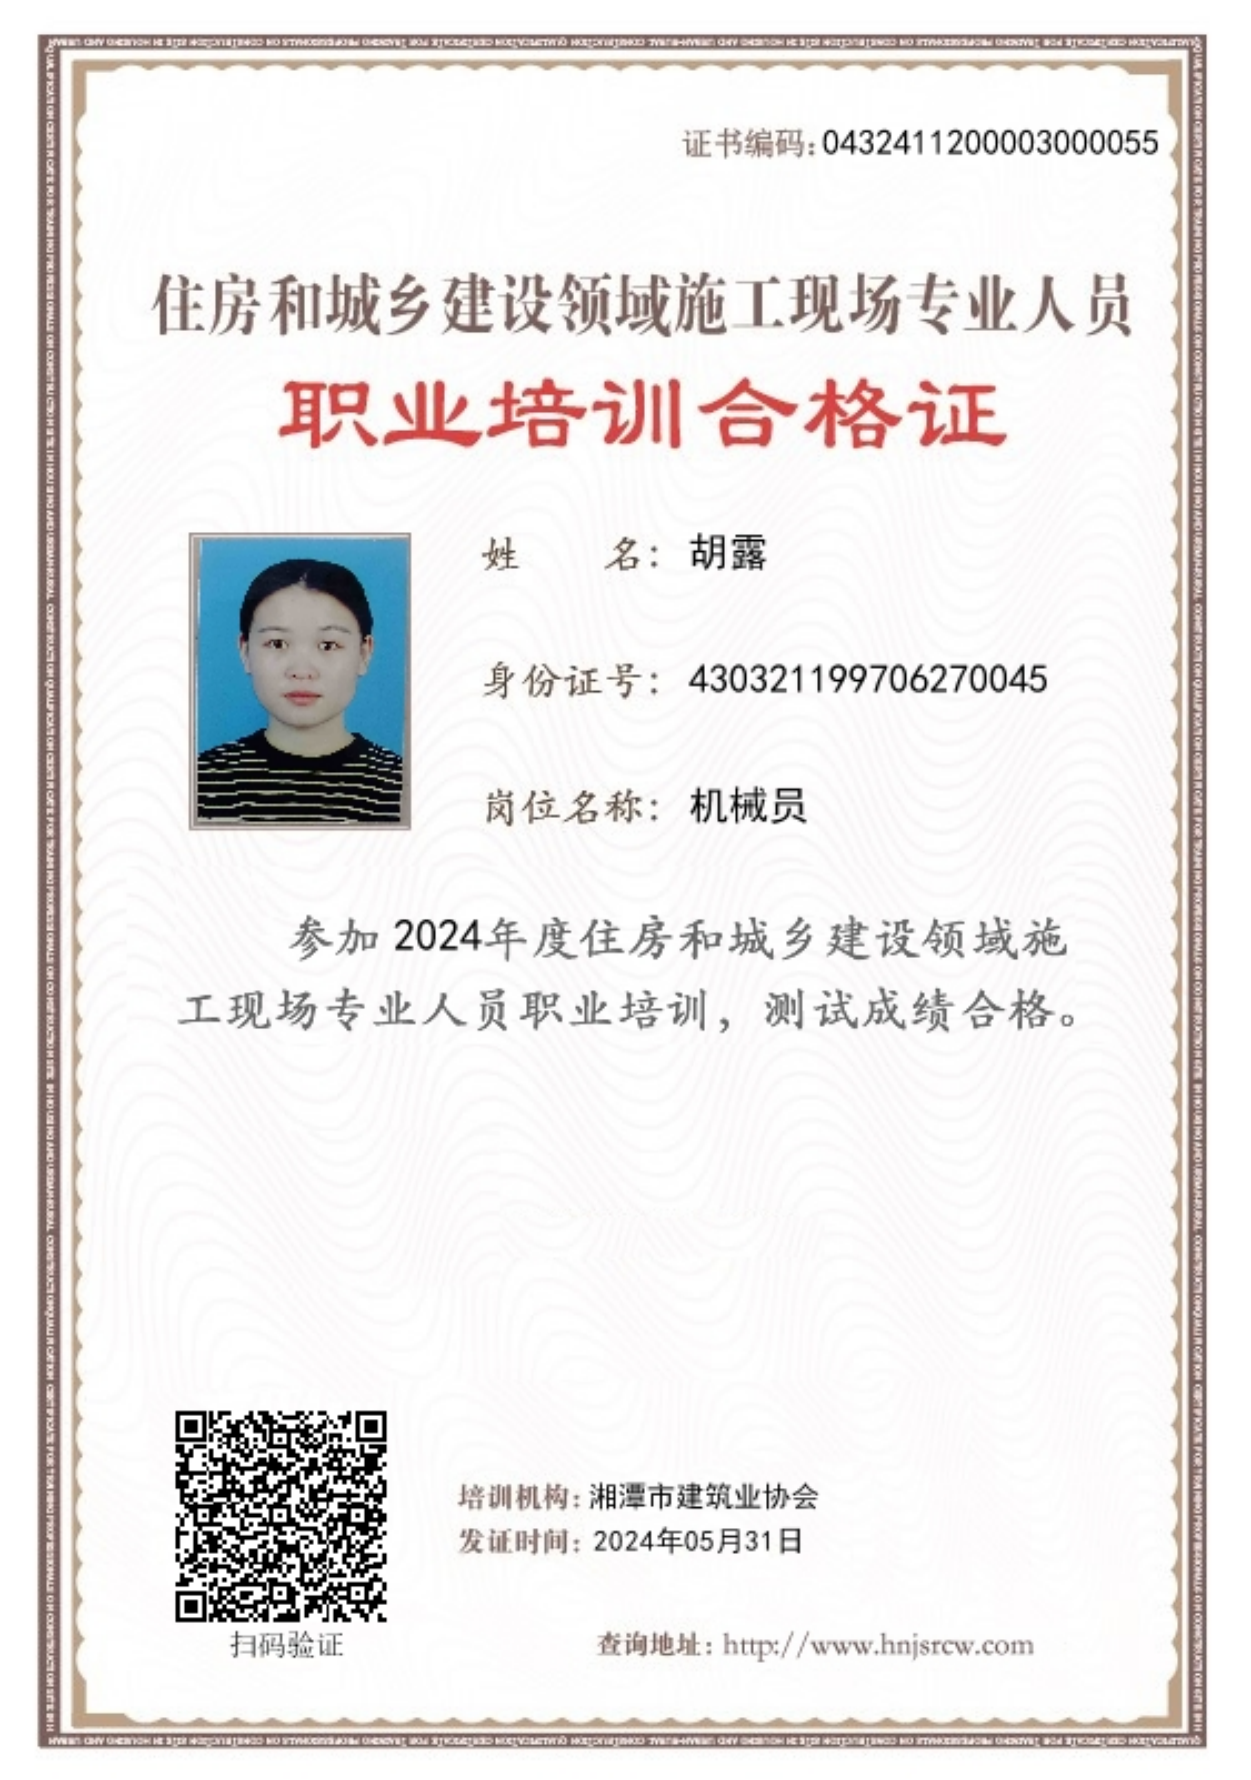 证书编码:0432411200003000055
住房和城乡建设领域施工现场专业人员
职业培训合格证
姓 名: 胡露
身份证号: 430321199706270045
岗位名称: 机械员
参加 2024年度住房和城乡建设领域施
工现场专业人员职业培训，测试成绩合格。
培训机构: 湘潭市建筑业协会
发证时间: 2024年05月31日
扫码验证
查询地址: http://www.hnjsrcw.com